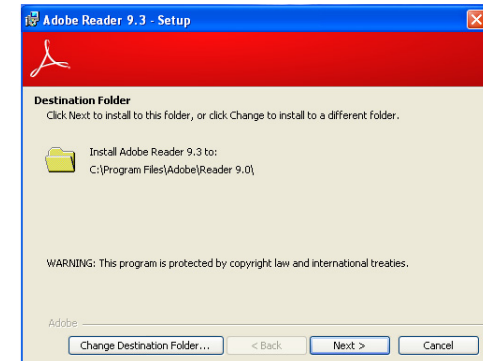 Adobe Reader 9.3 - Setup
Destination Folder
Click Next to install to this folder, or click Change to install to a different folder.
Install Adobe Reader 9.3 to:
C:\Program Files\Adobe\Reader 9.0\
WARNING: This program is protected by copyright law and international treaties.
Adobe
Change Destination Folder... < Back Next > Cancel